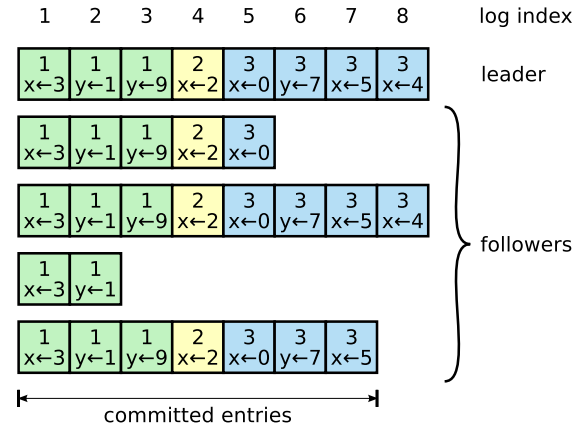 1 2 3 4 5 6 7 8 log index
1 1 1 2 3 3 3 3
x←3 y←1 y←9 x←2 x←0 y←7 x←5 x←4
leader
1 1 1 2 3
x←3 y←1 y←9 x←2 x←0
1 1 1 2 3 3 3 3
x←3 y←1 y←9 x←2 x←0 y←7 x←5 x←4
followers
1 1
x←3 y←1
1 1 1 2 3 3 3
x←3 y←1 y←9 x←2 x←0 y←7 x←5
committed entries